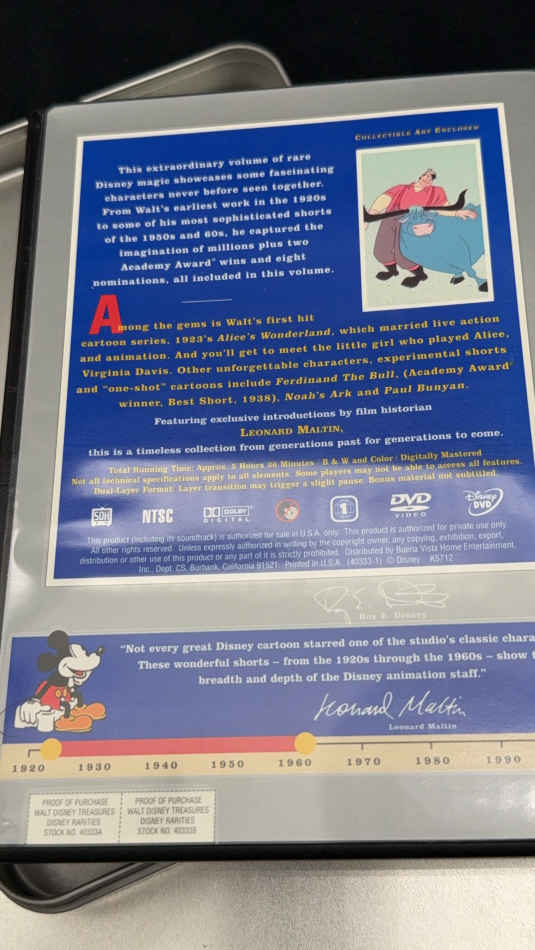 COLLECTIBLE ART ENCLOSED
This extraordinary volume of rare
Disney magic showcases some fascinating
characters never before seen together.
From Walt's earliest work in the 1920s
to some of his most sophisticated shorts
of the 1950s and 60s, he captured the
imagination of millions plus two
Academy Award® wins and eight
nominations, all included in this volume.
Among the gems is Walt's first hit
cartoon series, 1923's Alice's Wonderland, which married live action
and animation. And you'll get to meet the little girl who played Alice,
Virginia Davis. Other unforgettable characters, experimental shorts
and "one-shot" cartoons include Ferdinand The Bull, (Academy Award®
winner, Best Short, 1938), Noah's Ark and Paul Bunyan.
Featuring exclusive introductions by film historian
LEONARD MALTIN,
this is a timeless collection from generations past for generations to come.
Total Running Time: Approx. 5 Hours 26 Minutes / B & W and Color / Digitally Mastered
Not all technical specifications apply to all elements. Some players may not be able to access all features.
Dual-Layer Format: Layer transition may trigger a slight pause. Bonus material not subtitled.
SDH NTSC DOLBY DIGITAL 1 DVD VIDEO Disney DVD
This product (including its soundtrack) is authorized for sale in U.S.A. only. This product is authorized for private use only.
All other rights reserved. Unless expressly authorized in writing by the copyright owner, any copying, exhibition, export,
distribution or other use of this product or any part of it is strictly prohibited. Distributed by Buena Vista Home Entertainment,
Inc., Dept. CS, Burbank, California 91521. Printed in U.S.A. (40333-1) © Disney K5712
Roy E. Disney
Roy E. Disney
"Not every great Disney cartoon starred one of the studio's classic chara
These wonderful shorts – from the 1920s through the 1960s – show
breadth and depth of the Disney animation staff."
Leonard Maltin
Leonard Maltin
1920 1930 1940 1950 1960 1970 1980 1990
PROOF OF PURCHASE
WALT DISNEY TREASURES
DISNEY RARITIES
STOCK NO. 40333A
PROOF OF PURCHASE
WALT DISNEY TREASURES
DISNEY RARITIES
STOCK NO. 40333B